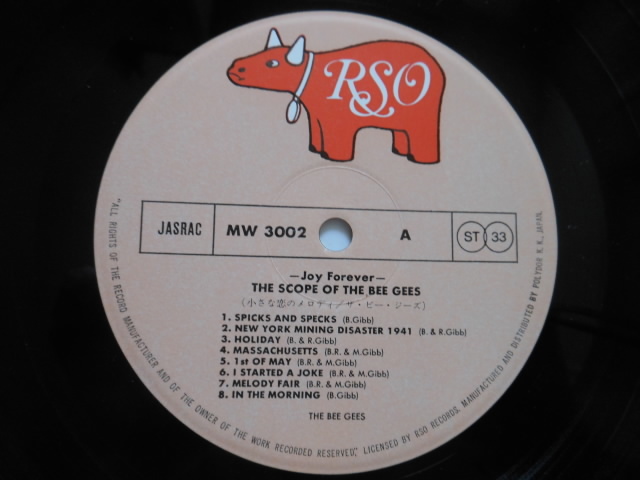 RSO
JASRAC
MW 3002
A
ST 33
—Joy Forever—
THE SCOPE OF THE BEE GEES
(小さな恋のメロディ/ザ・ビー・ジーズ)
1. SPICKS AND SPECKS (B.Gibb)
2. NEW YORK MINING DISASTER 1941 (B. & R.Gibb)
3. HOLIDAY (B. & R.Gibb)
4. MASSACHUSETTS (B.R. & M.Gibb)
5. 1st OF MAY (B.R. & M.Gibb)
6. I STARTED A JOKE (B.R. & M.Gibb)
7. MELODY FAIR (B.R. & M.Gibb)
8. IN THE MORNING (B.Gibb)
THE BEE GEES
"ALL RIGHTS OF THE RECORD MANUFACTURER AND OF THE OWNER OF THE WORK RECORDED RESERVED", LICENSED BY RSO RECORDS, MANUFACTURED AND DISTRIBUTED BY POLYDOR K. K., JAPAN.